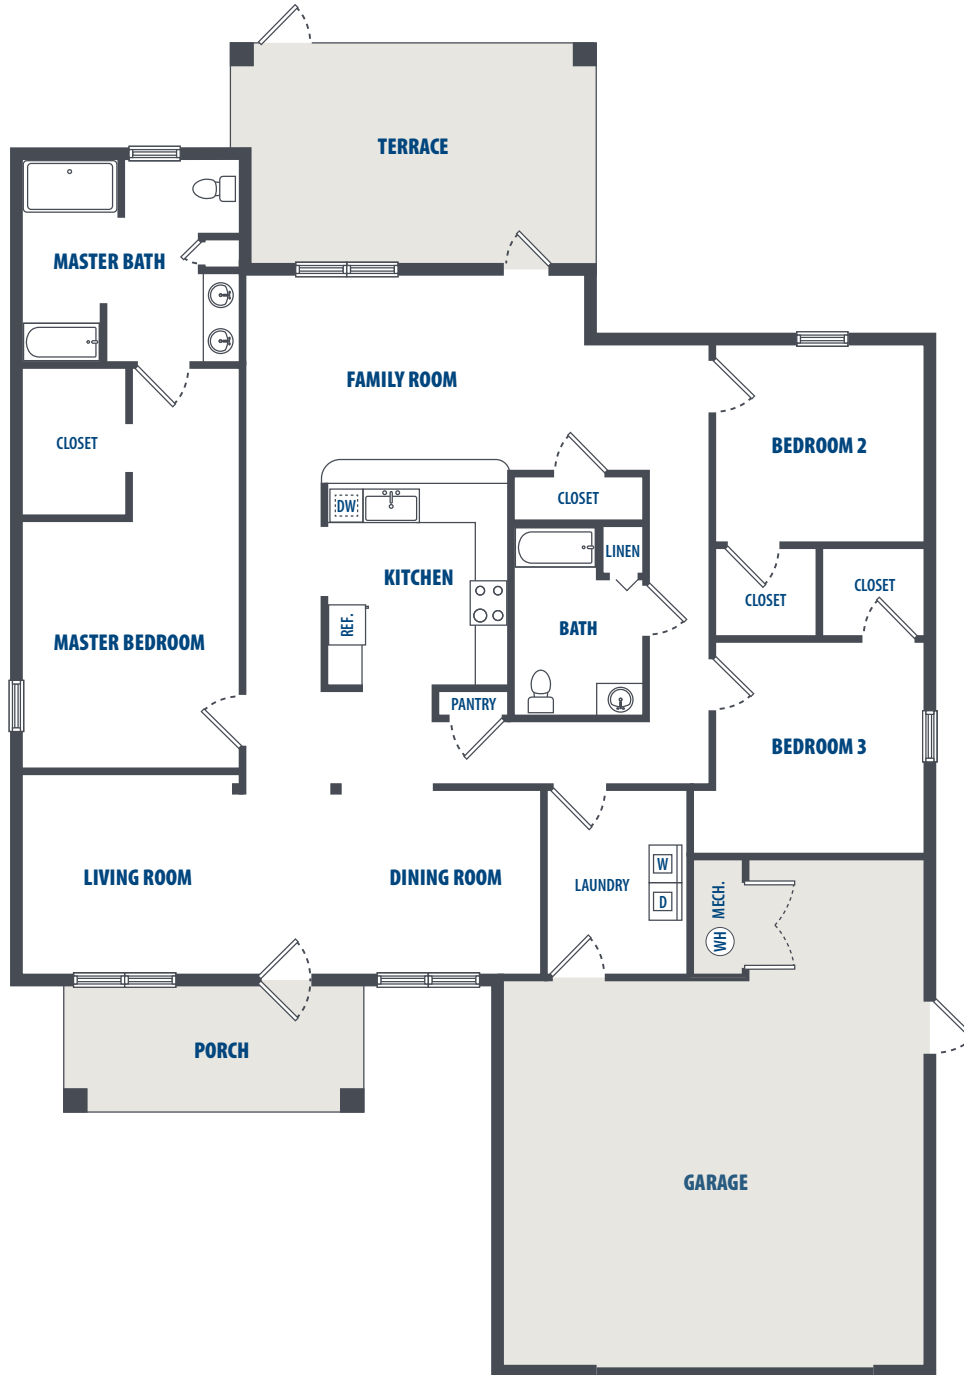 TERRACE
MASTER BATH
FAMILY ROOM
CLOSET
BEDROOM 2
CLOSET
DW
LINEN
KITCHEN
CLOSET
CLOSET
REF.
BATH
MASTER BEDROOM
PANTRY
BEDROOM 3
LIVING ROOM
DINING ROOM
LAUNDRY
W
D
MECH.
WH
PORCH
GARAGE